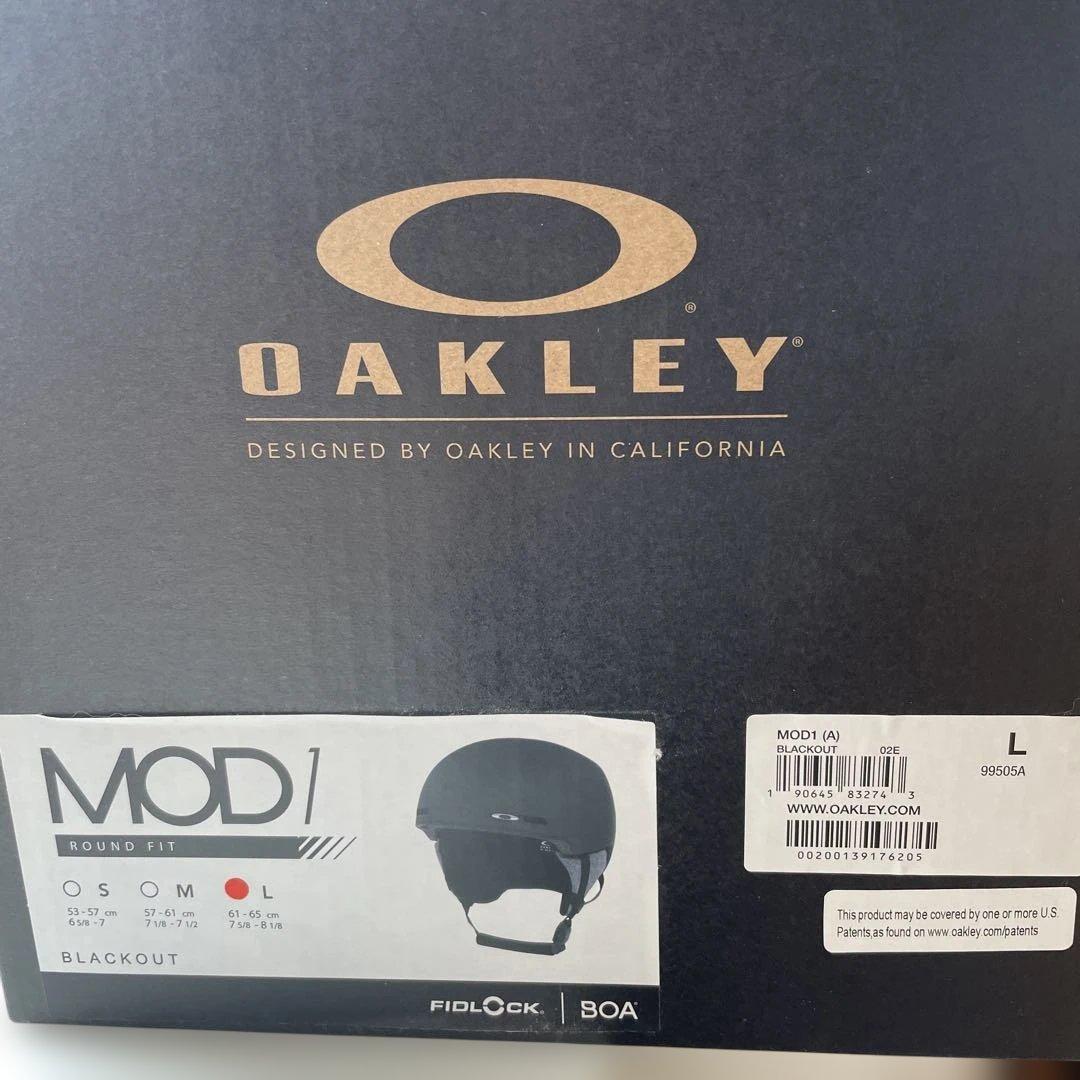 ®
OAKLEY®
DESIGNED BY OAKLEY IN CALIFORNIA
MOD1
ROUND FIT
S M L
53-57 cm 57-61 cm 61-65 cm
6 5/8 -7 7 1/8 - 7 1/2 7 5/8 - 8 1/8
BLACKOUT
FIDLOCK® | BOA®
MOD1 (A)
BLACKOUT 02E
L
99505A
1 90645 83274 3
WWW.OAKLEY.COM
00200139176205
This product may be covered by one or more U.S.
Patents,as found on www.oakley.com/patents